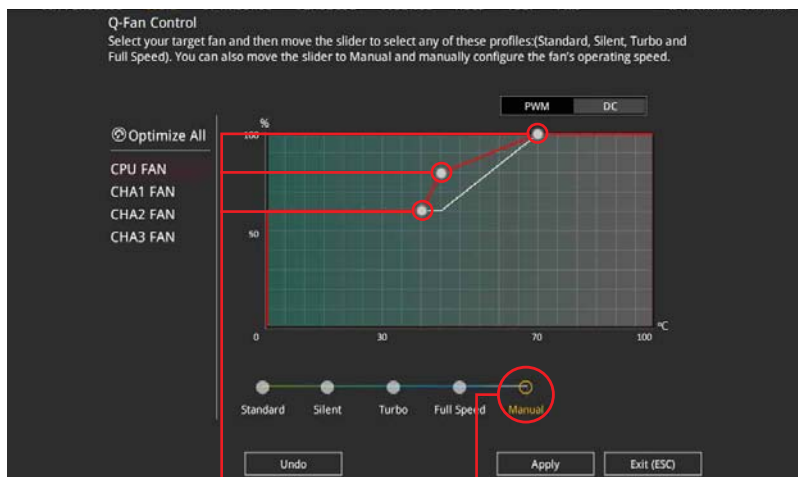 Q-Fan Control
Select your target fan and then move the slider to select any of these profiles:(Standard, Silent, Turbo and
Full Speed). You can also move the slider to Manual and manually configure the fan's operating speed.
PWM DC
%
Optimize All
100
CPU FAN
CHA1 FAN
CHA2 FAN
CHA3 FAN
50
°C
0 30 70 100
Standard Silent Turbo Full Speed Manual
Undo Apply Exit (ESC)